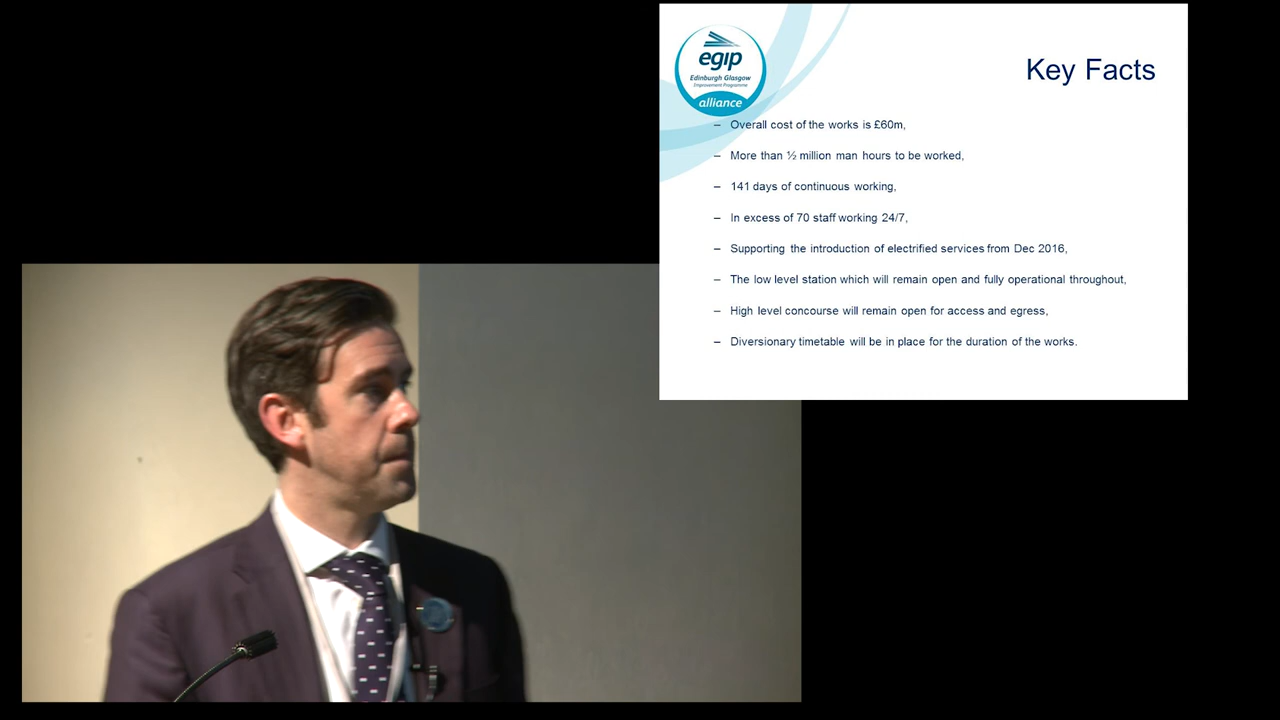 egip
Edinburgh Glasgow
Improvement Programme
alliance
Key Facts
– Overall cost of the works is £60m,
– More than ½ million man hours to be worked,
– 141 days of continuous working,
– In excess of 70 staff working 24/7,
– Supporting the introduction of electrified services from Dec 2016,
– The low level station which will remain open and fully operational throughout,
– High level concourse will remain open for access and egress,
– Diversionary timetable will be in place for the duration of the works.